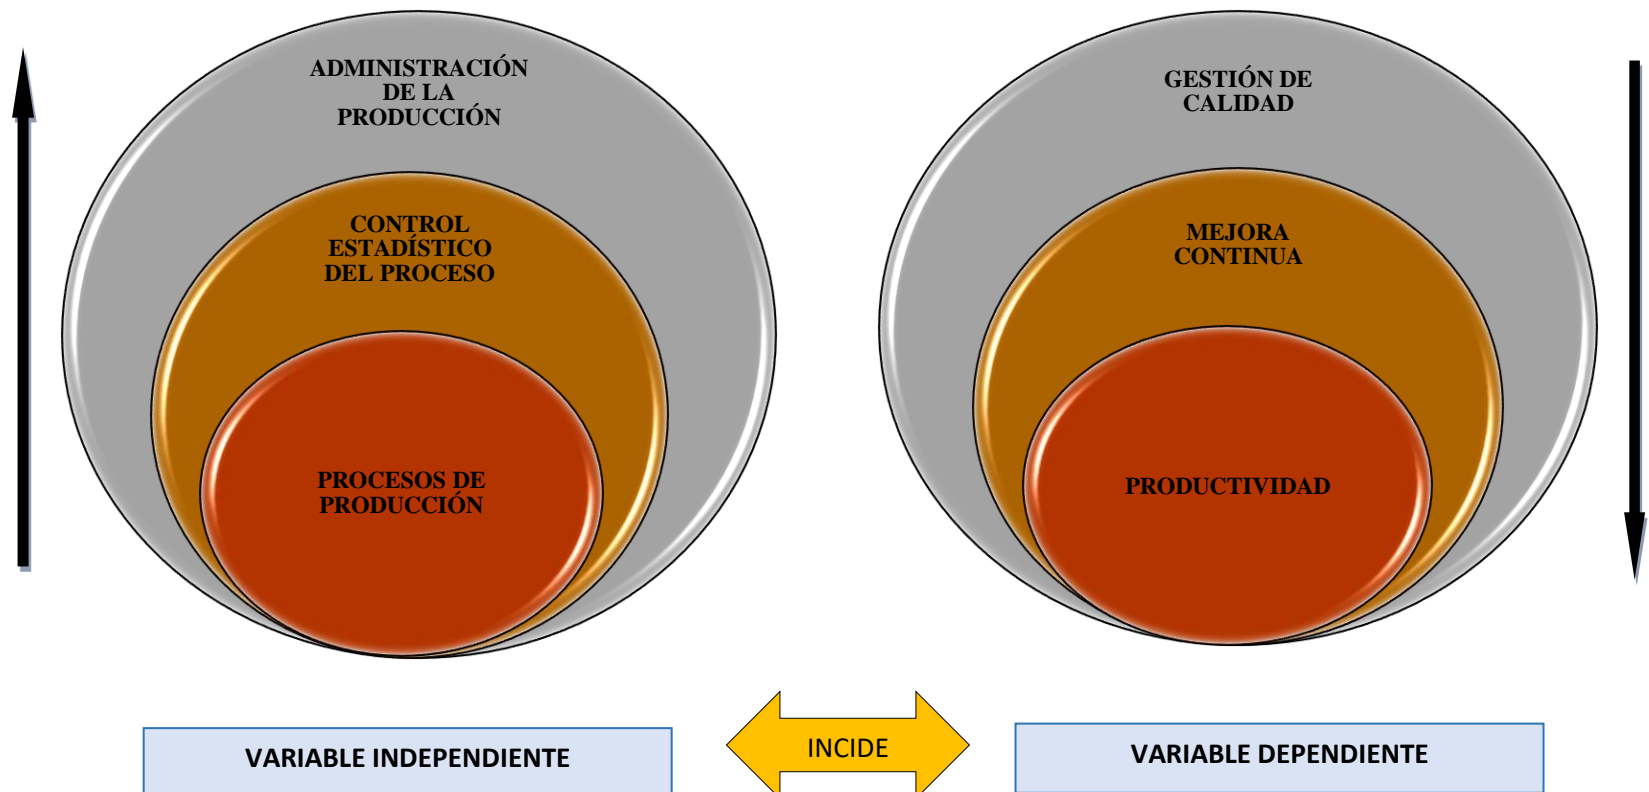 ADMINISTRACIÓN
DE LA
PRODUCCIÓN
CONTROL
ESTADÍSTICO
DEL PROCESO
PROCESOS DE
PRODUCCIÓN
GESTIÓN DE
CALIDAD
MEJORA
CONTINUA
PRODUCTIVIDAD
VARIABLE INDEPENDIENTE
INCIDE
VARIABLE DEPENDIENTE